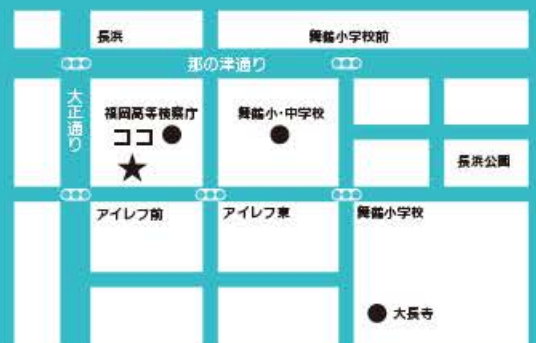 長浜
舞鶴小学校前
那の津通り
大正通り
福岡高等検察庁
舞鶴小・中学校
ココ
長浜公園
アイレフ前
アイレフ東
舞鶴小学校
大長寺